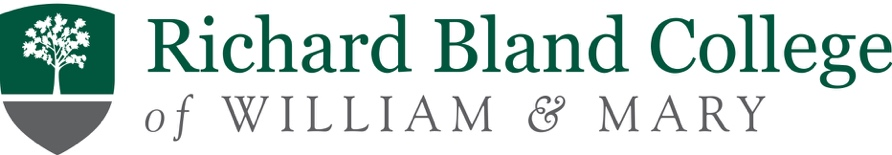 Richard Bland College
of WILLIAM & MARY